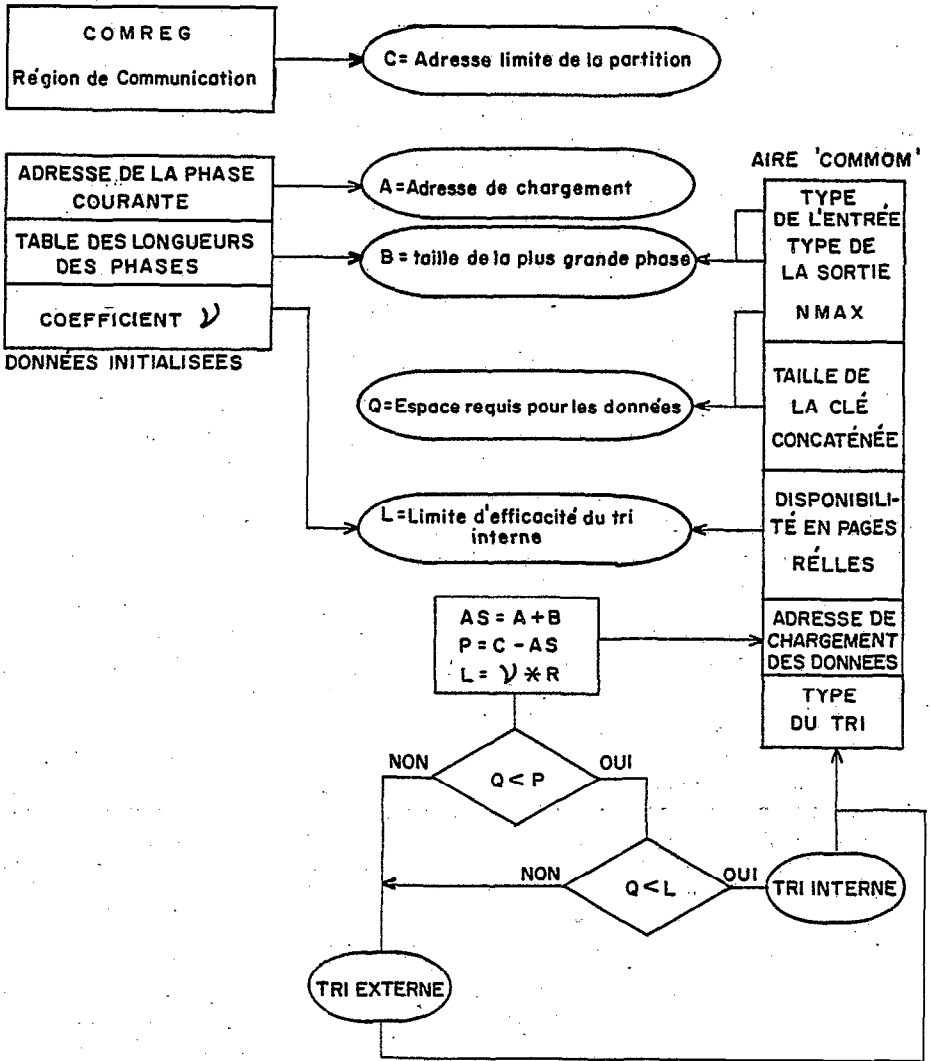 COMREG
Région de Communication
C= Adresse limité de la partition
ADRESSE DE LA PHASE
COURANTE
A=Adresse de chargement
TABLE DES LONGUEURS
DES PHASES
B = taille de la plus grande phase
COEFFICIENT ν
DONNÉES INITIALISEES
AIRE 'COMMOM'
TYPE
DE L'ENTRÉE
TYPE DE
LA SORTIE
NMAX
TAILLE DE
LA CLÉ
CONCATÉNÉE
Q=Espace requis pour les données
DISPONIBILI-
TÉ EN PAGES
RÉLLES
L=Limite d'efficacité du tri
interne
ADRESSE DE
CHARGEMENT
DES DONNÉES
TYPE
DU TRI
AS = A+B
P = C - AS
L = ν * R
NON
Q < P
OUI
NON
Q < L
OUI
TRI INTERNE
TRI EXTERNE